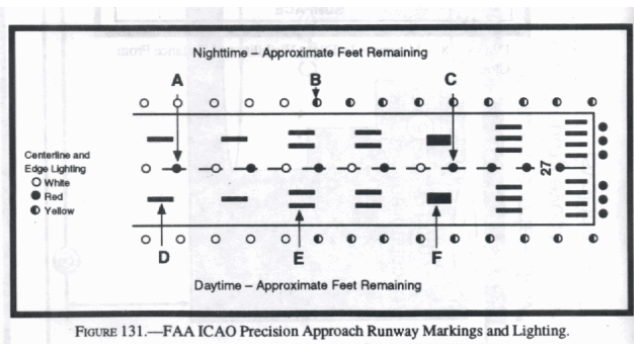 Nighttime – Approximate Feet Remaining
A B C
Centerline and
Edge Lighting
White
Red
Yellow
27
D E F
Daytime – Approximate Feet Remaining
FIGURE 131.—FAA ICAO Precision Approach Runway Markings and Lighting.